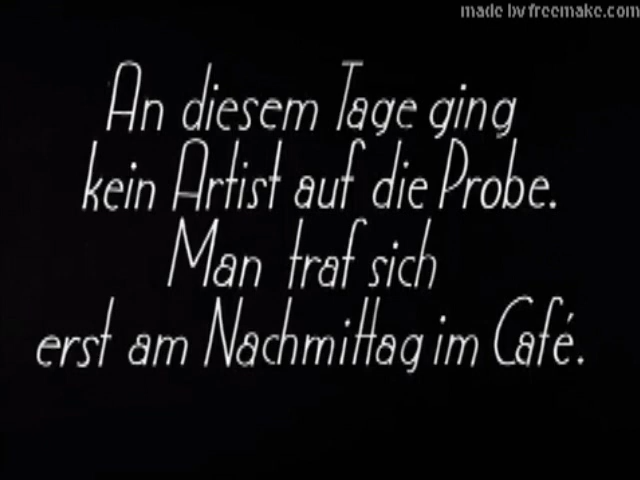 made by freemake.com
An diesem Tage ging
kein Artist auf die Probe.
Man traf sich
erst am Nachmittag im Café.